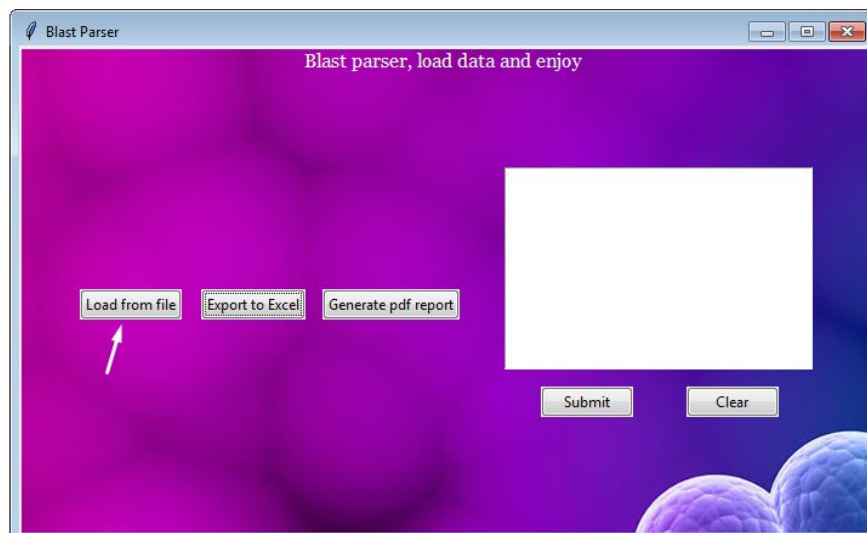 Blast Parser
Blast parser, load data and enjoy
Load from file
Export to Excel
Generate pdf report
Submit
Clear